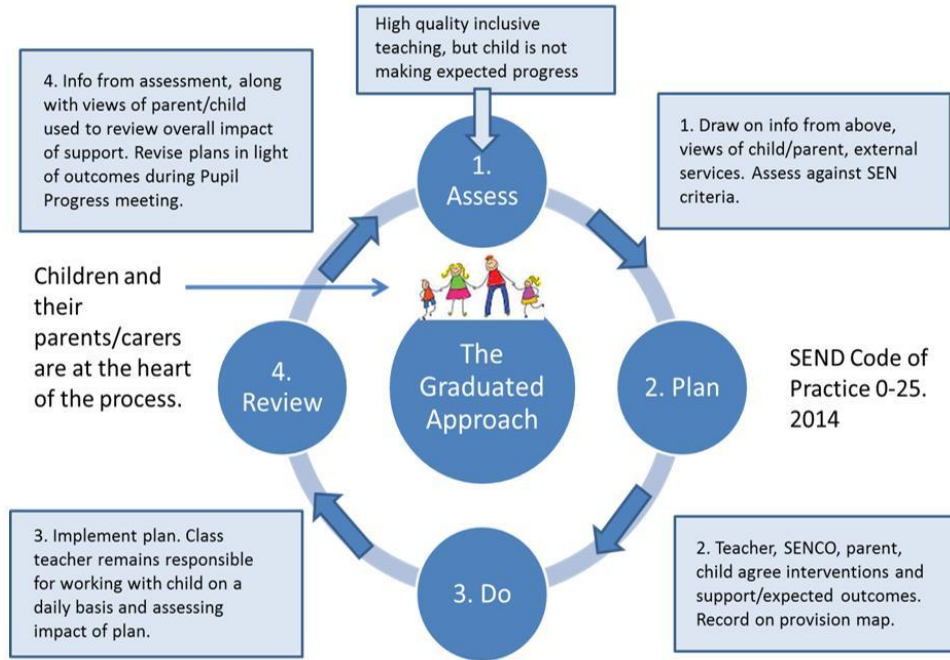 High quality inclusive
teaching, but child is not
making expected progress
4. Info from assessment, along
with views of parent/child
used to review overall impact
of support. Revise plans in light
of outcomes during Pupil
Progress meeting.
1. Draw on info from above,
views of child/parent, external
services. Assess against SEN
criteria.
1.
Assess
Children and
their
parents/carers
are at the heart
of the process.
4.
Review
The
Graduated
Approach
2. Plan
SEND Code of
Practice 0-25.
2014
3. Implement plan. Class
teacher remains responsible
for working with child on a
daily basis and assessing
impact of plan.
3. Do
2. Teacher, SENCO, parent,
child agree interventions and
support/expected outcomes.
Record on provision map.